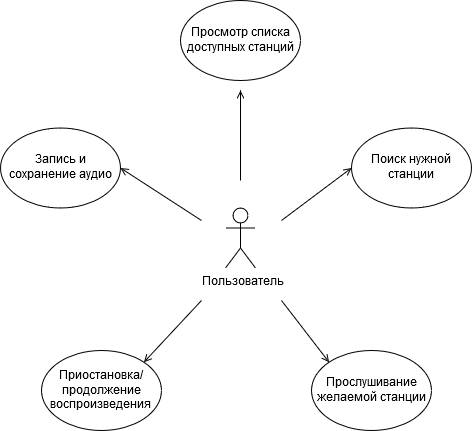 Просмотр списка
доступных станций
Запись и
сохранение аудио
Поиск нужной
станции
Пользователь
Приостановка/
продолжение
воспроизведения
Прослушивание
желаемой станции